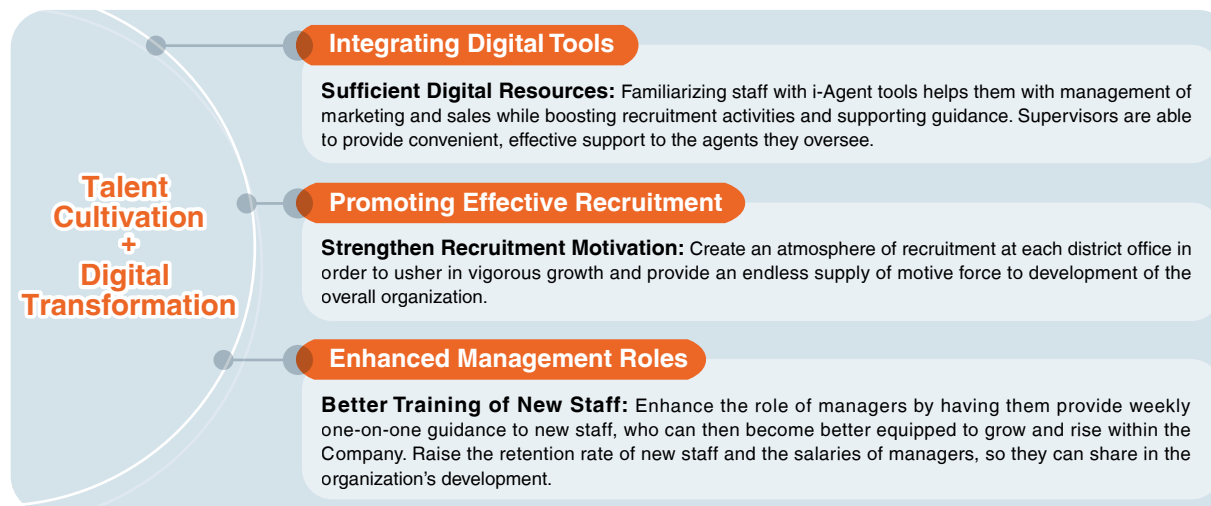 Talent
Cultivation
+
Digital
Transformation
Integrating Digital Tools
Sufficient Digital Resources: Familiarizing staff with i-Agent tools helps them with management of
marketing and sales while boosting recruitment activities and supporting guidance. Supervisors are able
to provide convenient, effective support to the agents they oversee.
Promoting Effective Recruitment
Strengthen Recruitment Motivation: Create an atmosphere of recruitment at each district office in
order to usher in vigorous growth and provide an endless supply of motive force to development of the
overall organization.
Enhanced Management Roles
Better Training of New Staff: Enhance the role of managers by having them provide weekly
one-on-one guidance to new staff, who can then become better equipped to grow and rise within the
Company. Raise the retention rate of new staff and the salaries of managers, so they can share in the
organization's development.